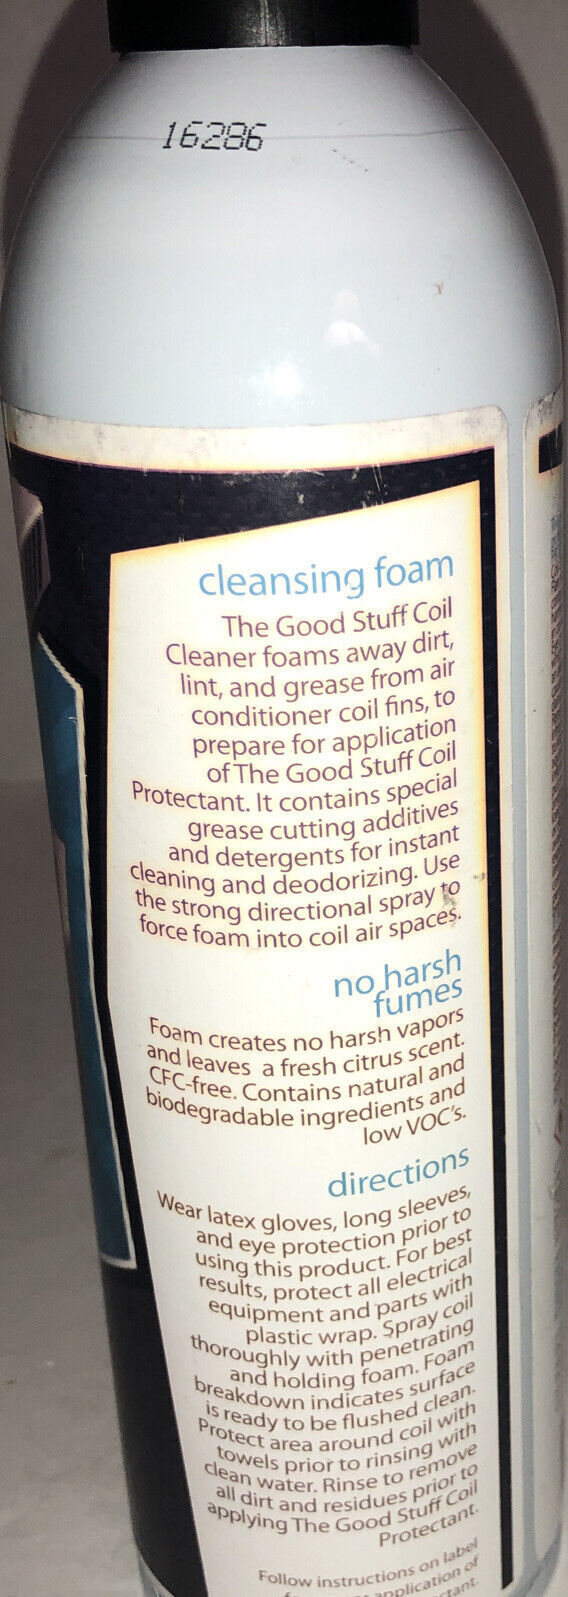 16286
cleansing foam
The Good Stuff Coil
Cleaner foams away dirt,
lint, and grease from air
conditioner coil fins, to
prepare for application
of The Good Stuff Coil
Protectant. It contains special
grease cutting additives
and detergents for instant
cleaning and deodorizing. Use
the strong directional spray to
force foam into coil air spaces.
no harsh
fumes
Foam creates no harsh vapors
and leaves a fresh citrus scent.
CFC-free. Contains natural and
biodegradable ingredients and
low VOC's.
directions
Wear latex gloves, long sleeves,
and eye protection prior to
using this product. For best
results, protect all electrical
equipment and parts with
plastic wrap. Spray coil
thoroughly with penetrating
and holding foam. Foam
breakdown indicates surface
is ready to be flushed clean.
Protect area around coil with
towels prior to rinsing with
clean water. Rinse to remove
all dirt and residues prior to
applying The Good Stuff Coil
Protectant.
Follow instructions on label
application of